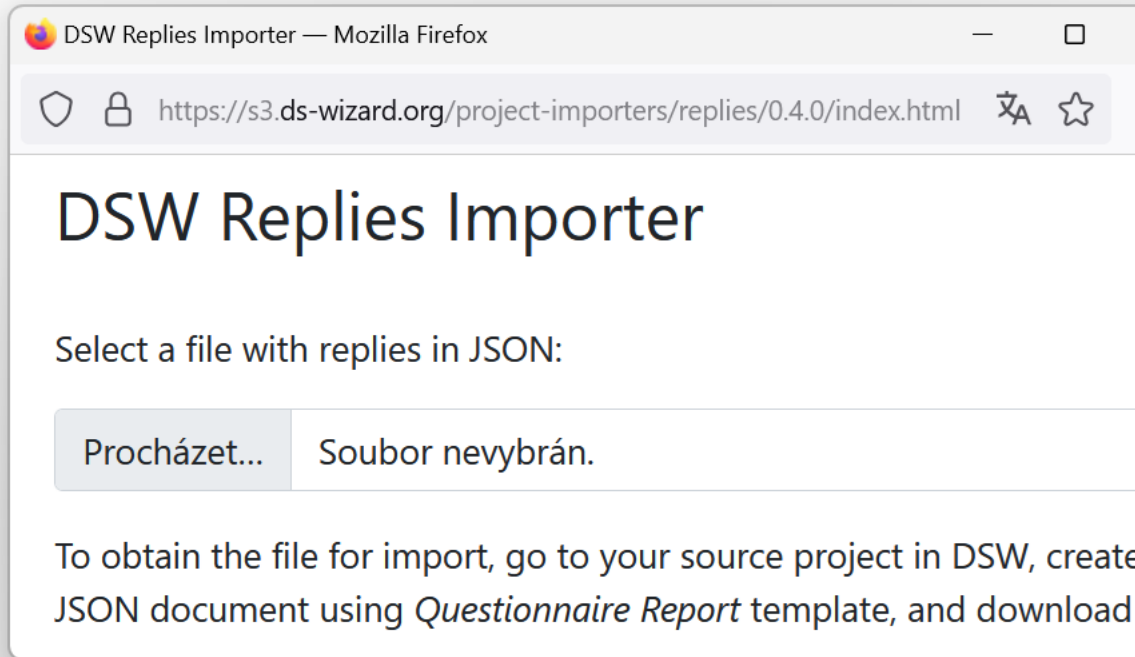 DSW Replies Importer — Mozilla Firefox
https://s3.ds-wizard.org/project-importers/replies/0.4.0/index.html
DSW Replies Importer
Select a file with replies in JSON:
Procházet... Soubor nevybrán.
To obtain the file for import, go to your source project in DSW, create
JSON document using Questionnaire Report template, and download